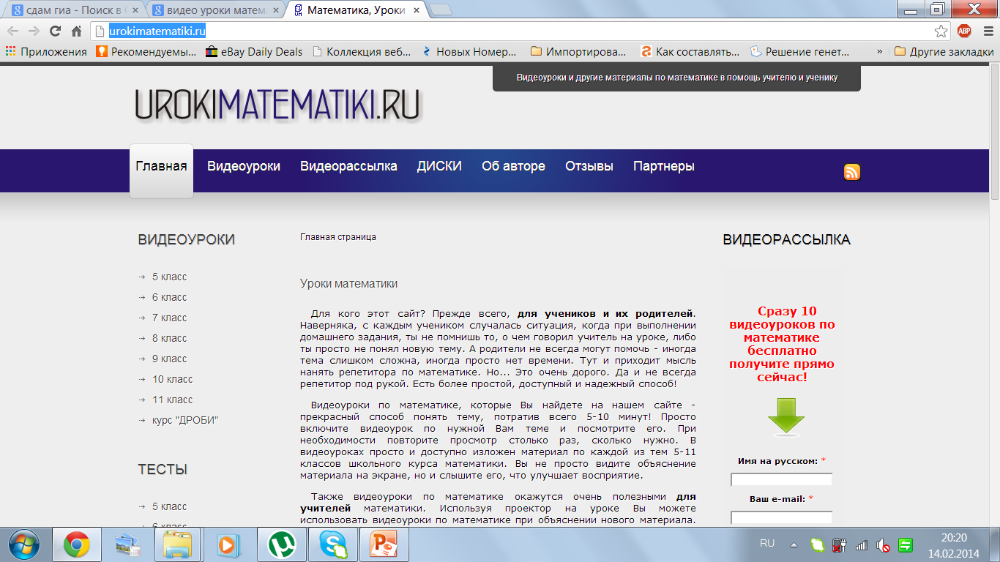 сдам гиа - Поиск в
видео уроки матем
Математика, Уроки
urokimatematiki.ru
ABP
Приложения
Рекомендуемы...
eBay Daily Deals
Коллекция веб...
Новых Номер...
Импортирова...
Как составлять...
Решение генет...
»
Другие закладки
Видеоуроки и другие материалы по математике в помощь учителю и ученику
UROKIMATEMATIKI.RU
Главная
Видеоуроки
Видеорассылка
ДИСКИ
Об авторе
Отзывы
Партнеры
ВИДЕОУРОКИ
5 класс
6 класс
7 класс
8 класс
9 класс
10 класс
11 класс
курс "ДРОБИ"
ТЕСТЫ
5 класс
6 класс
Главная страница
Уроки математики
Для кого этот сайт? Прежде всего, для учеников и их родителей.
Наверняка, с каждым учеником случалась ситуация, когда при выполнении
домашнего задания, ты не помнишь то, о чем говорил учитель на уроке, либо
ты просто не понял новую тему. А родители не всегда могут помочь - иногда
тема слишком сложна, иногда просто нет времени. Тут и приходит мысль
нанять репетитора по математике. Но... Это очень дорого. Да и не всегда
репетитор под рукой. Есть более простой, доступный и надежный способ!
Видеоуроки по математике, которые Вы найдете на нашем сайте -
прекрасный способ понять тему, потратив всего 5-10 минут! Просто
включите видеоурок по нужной Вам теме и посмотрите его. При
необходимости повторите просмотр столько раз, сколько нужно. В
видеоуроках просто и доступно изложен материал по каждой из тем 5-11
классов школьного курса математики. Вы не просто видите объяснение
материала на экране, но и слышите его, что улучшает восприятие.
Также видеоуроки по математике окажутся очень полезными для
учителей математики. Используя проектор на уроке Вы можете
использовать видеоуроки по математике при объяснении нового материала.
ВИДЕОРАССЫЛКА
Сразу 10
видеоуроков по
математике
бесплатно
получите прямо
сейчас!
Имя на русском: *
Ваш e-mail: *
RU
20:20
14.02.2014